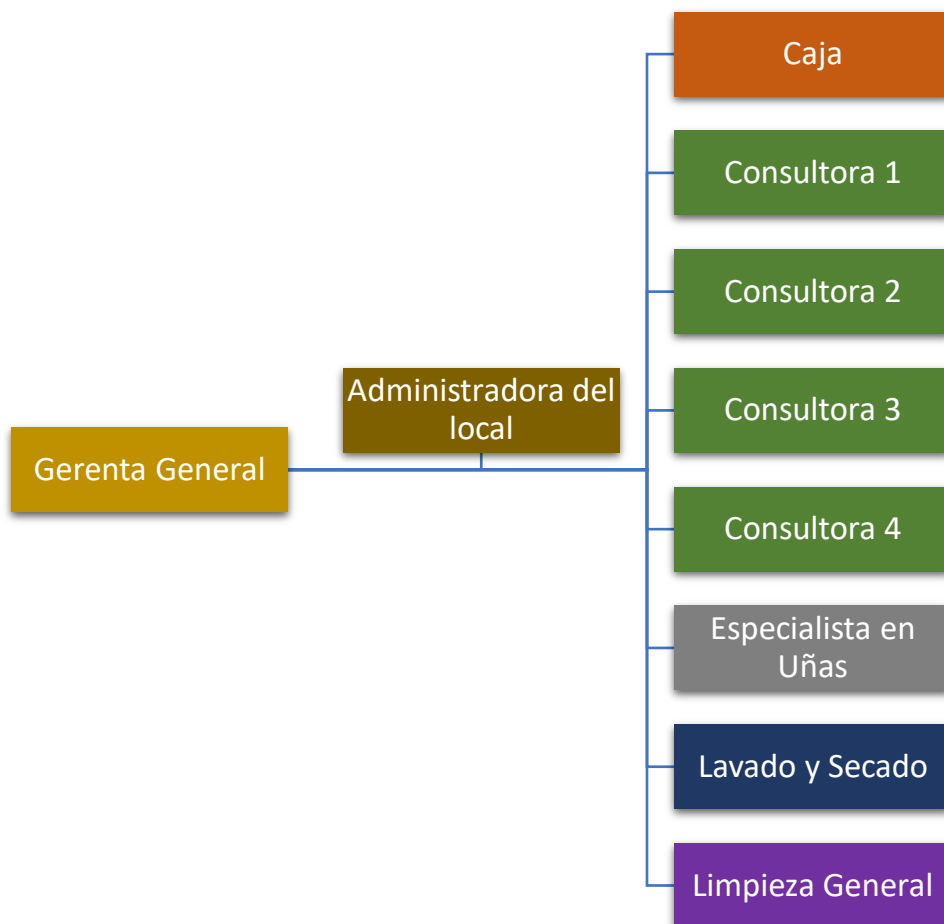 Caja
Consultora 1
Consultora 2
Administradora del
local
Consultora 3
Gerenta General
Consultora 4
Especialista en
Uñas
Lavado y Secado
Limpieza General